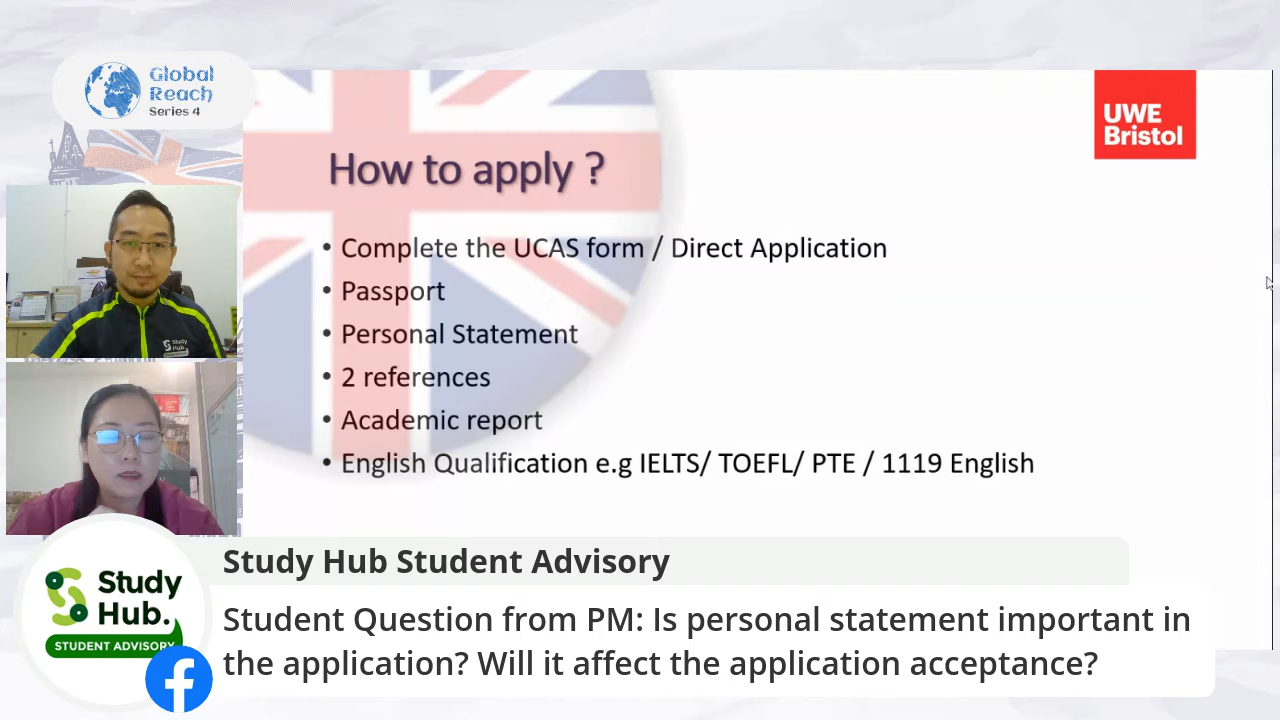 Global
Reach
Series 4
UWE
Bristol
How to apply ?
• Complete the UCAS form / Direct Application
• Passport
• Personal Statement
• 2 references
• Academic report
• English Qualification e.g IELTS/ TOEFL/ PTE / 1119 English
Study
Hub.
Study Hub Student Advisory
Student Question from PM: Is personal statement important in
the application? Will it affect the application acceptance?
Study
Hub.
STUDENT ADVISORY